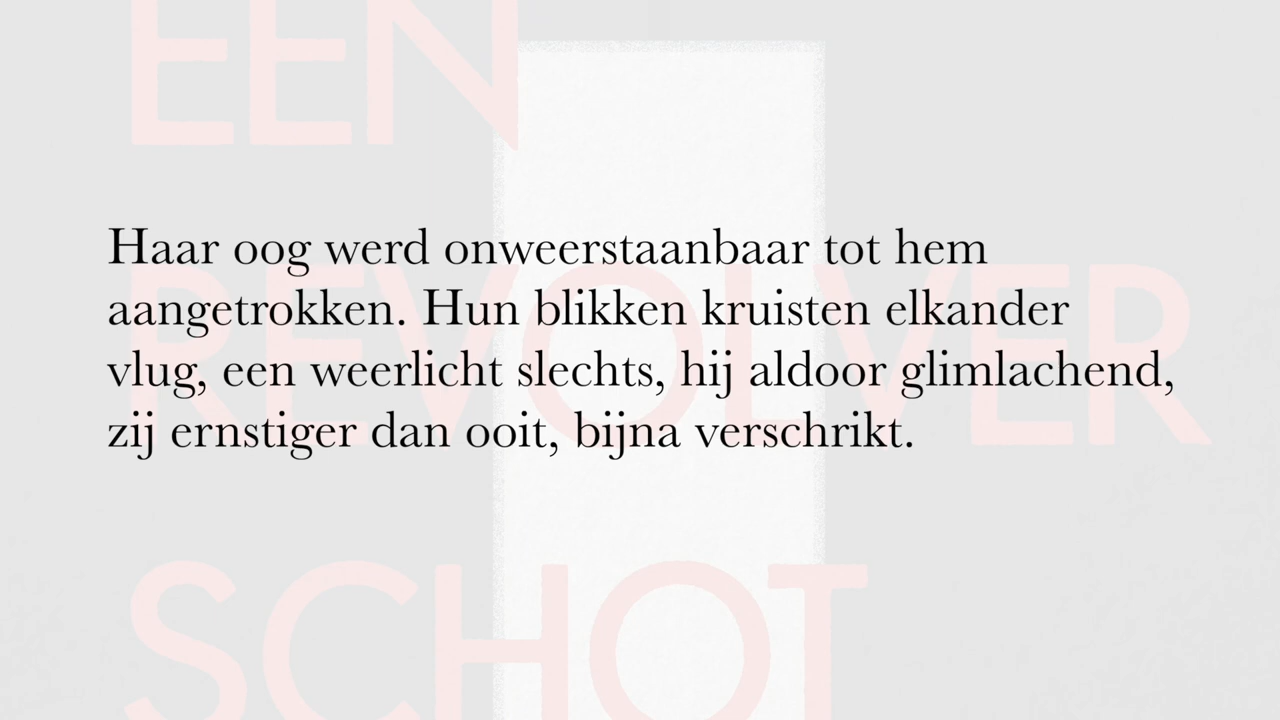 EEN
Haar oog werd onweerstaanbaar tot hem
aangetrokken. Hun blikken kruisten elkander
vlug, een weerlicht slechts, hij aldoor glimlachend,
zij ernstiger dan ooit, bijna verschrikt.
REVOLVER
SCHOT